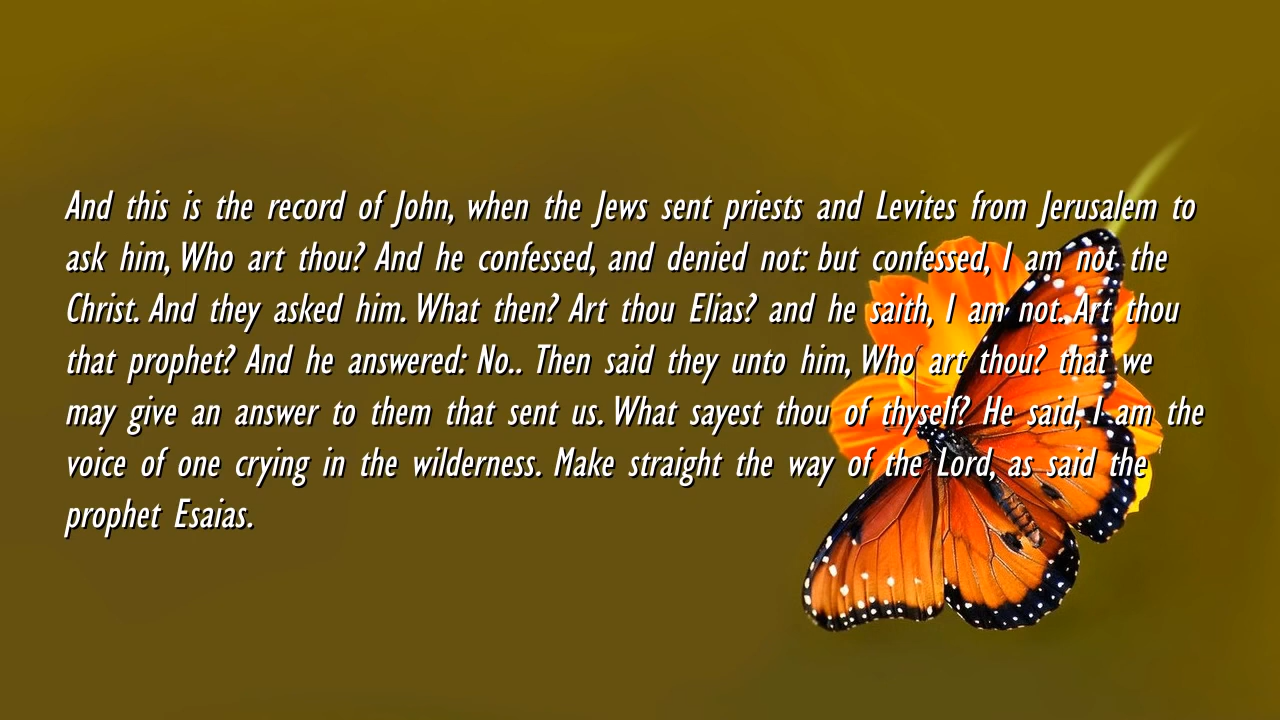 And this is the record of John, when the Jews sent priests and Levites from Jerusalem to
ask him, Who art thou? And he confessed, and denied not: but confessed, I am not the
Christ. And they asked him. What then? Art thou Elias? and he saith, I am not. Art thou
that prophet? And he answered: No.. Then said they unto him, Who art thou? that we
may give an answer to them that sent us. What sayest thou of thyself? He said, I am the
voice of one crying in the wilderness. Make straight the way of the Lord, as said the
prophet Esaias.